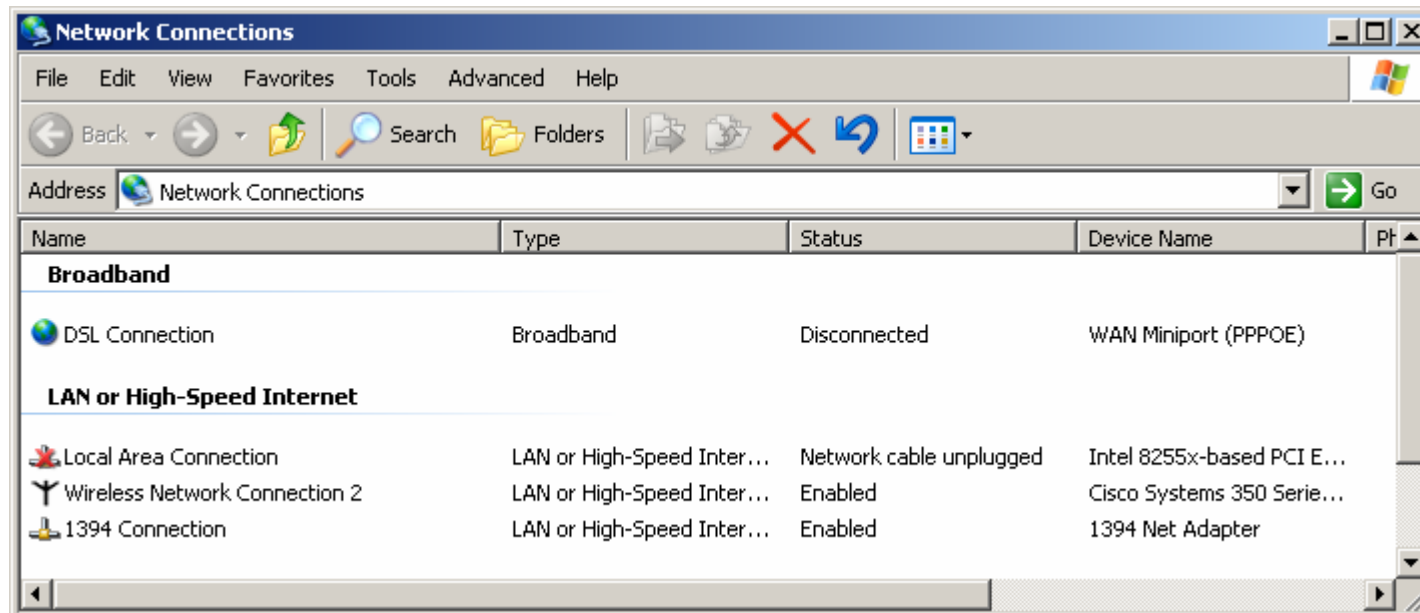 Network Connections
File Edit View Favorites Tools Advanced Help
Back Search Folders
Address Network Connections Go
Name Type Status Device Name Ph
Broadband
DSL Connection Broadband Disconnected WAN Miniport (PPPOE)
LAN or High-Speed Internet
Local Area Connection LAN or High-Speed Inter... Network cable unplugged Intel 8255x-based PCI E...
Wireless Network Connection 2 LAN or High-Speed Inter... Enabled Cisco Systems 350 Serie...
1394 Connection LAN or High-Speed Inter... Enabled 1394 Net Adapter